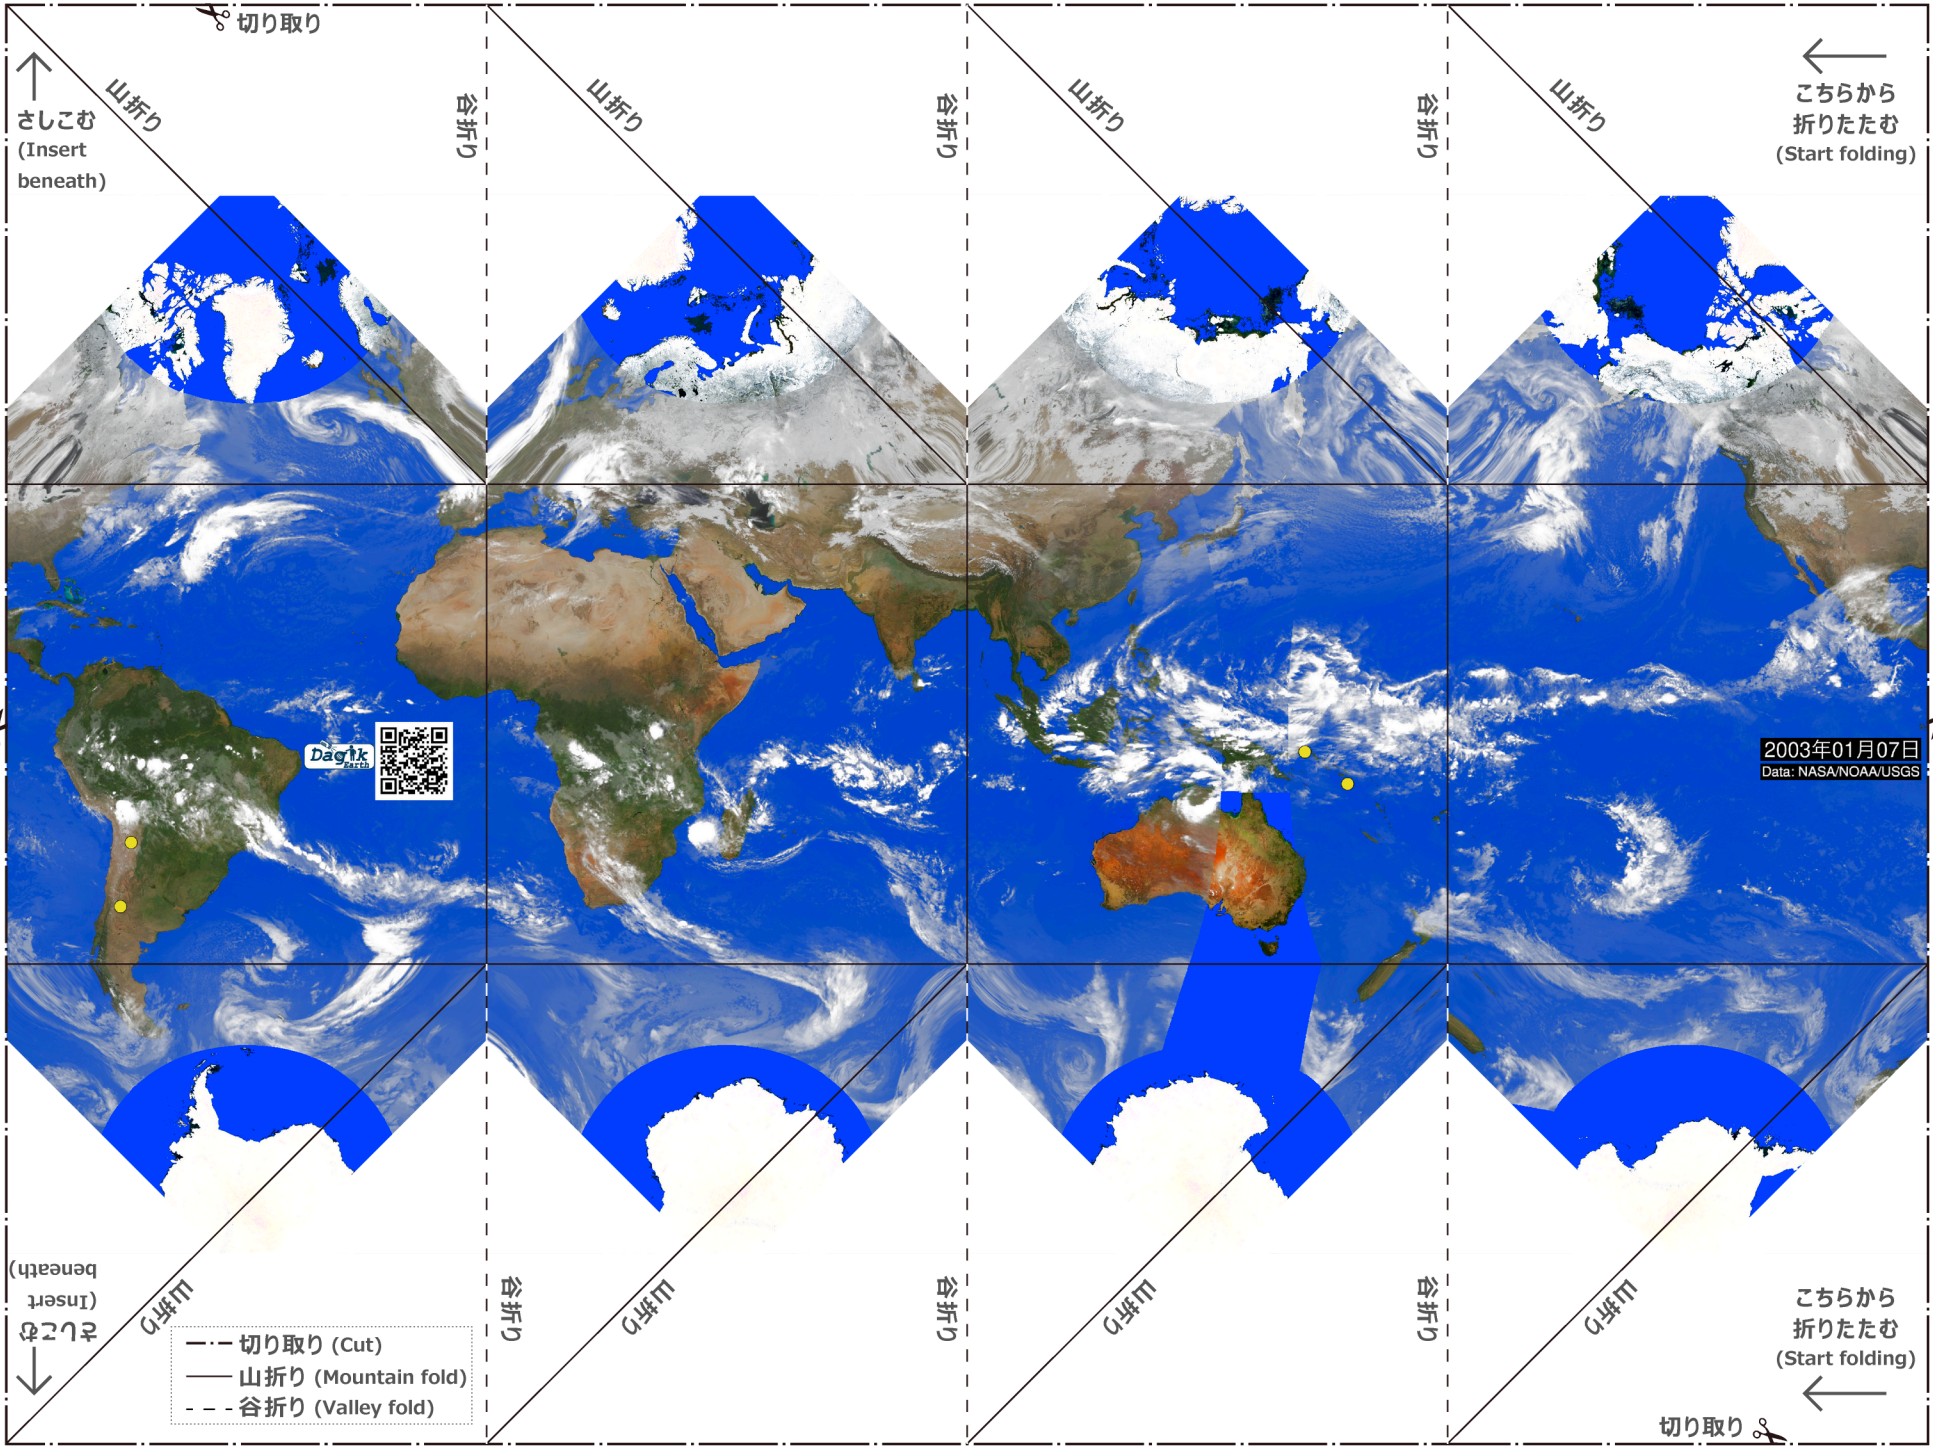 切り取り
山折り
谷折り
さしこむ
(Insert
beneath)
山折り
谷折り
山折り
谷折り
山折り
こちらから
折りたたむ
(Start folding)
Dagik
Earth
2003年01月07日
Data: NASA/NOAA/USGS
さしこむ
(Insert
beneath)
山折り
谷折り
山折り
谷折り
山折り
谷折り
山折り
こちらから
折りたたむ
(Start folding)
切り取り (Cut)
山折り (Mountain fold)
谷折り (Valley fold)
切り取り